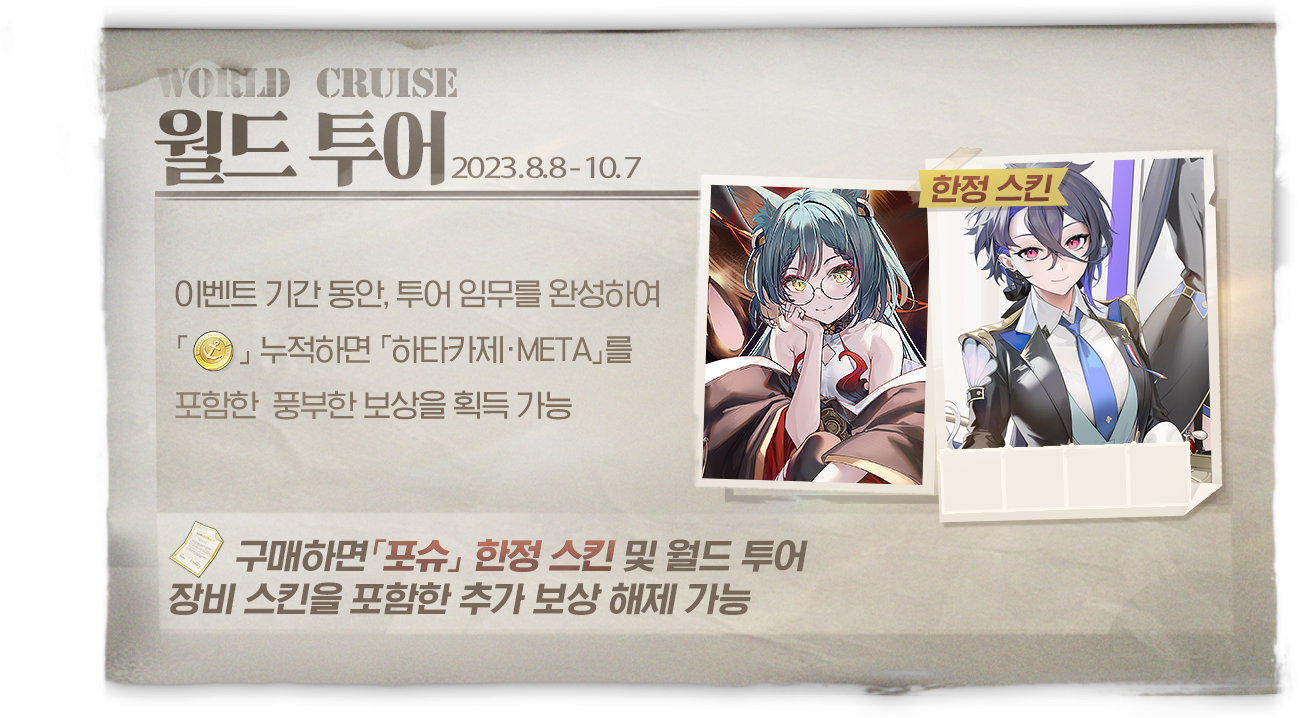 WORLD CRUISE
월드 투어 2023.8.8 - 10.7
한정 스킨
이벤트 기간 동안, 투어 임무를 완성하여
「 」 누적하면 「하타카제·META」를
포함한 풍부한 보상을 획득 가능
구매하면 「포슈」 한정 스킨 및 월드 투어
장비 스킨을 포함한 추가 보상 해제 가능